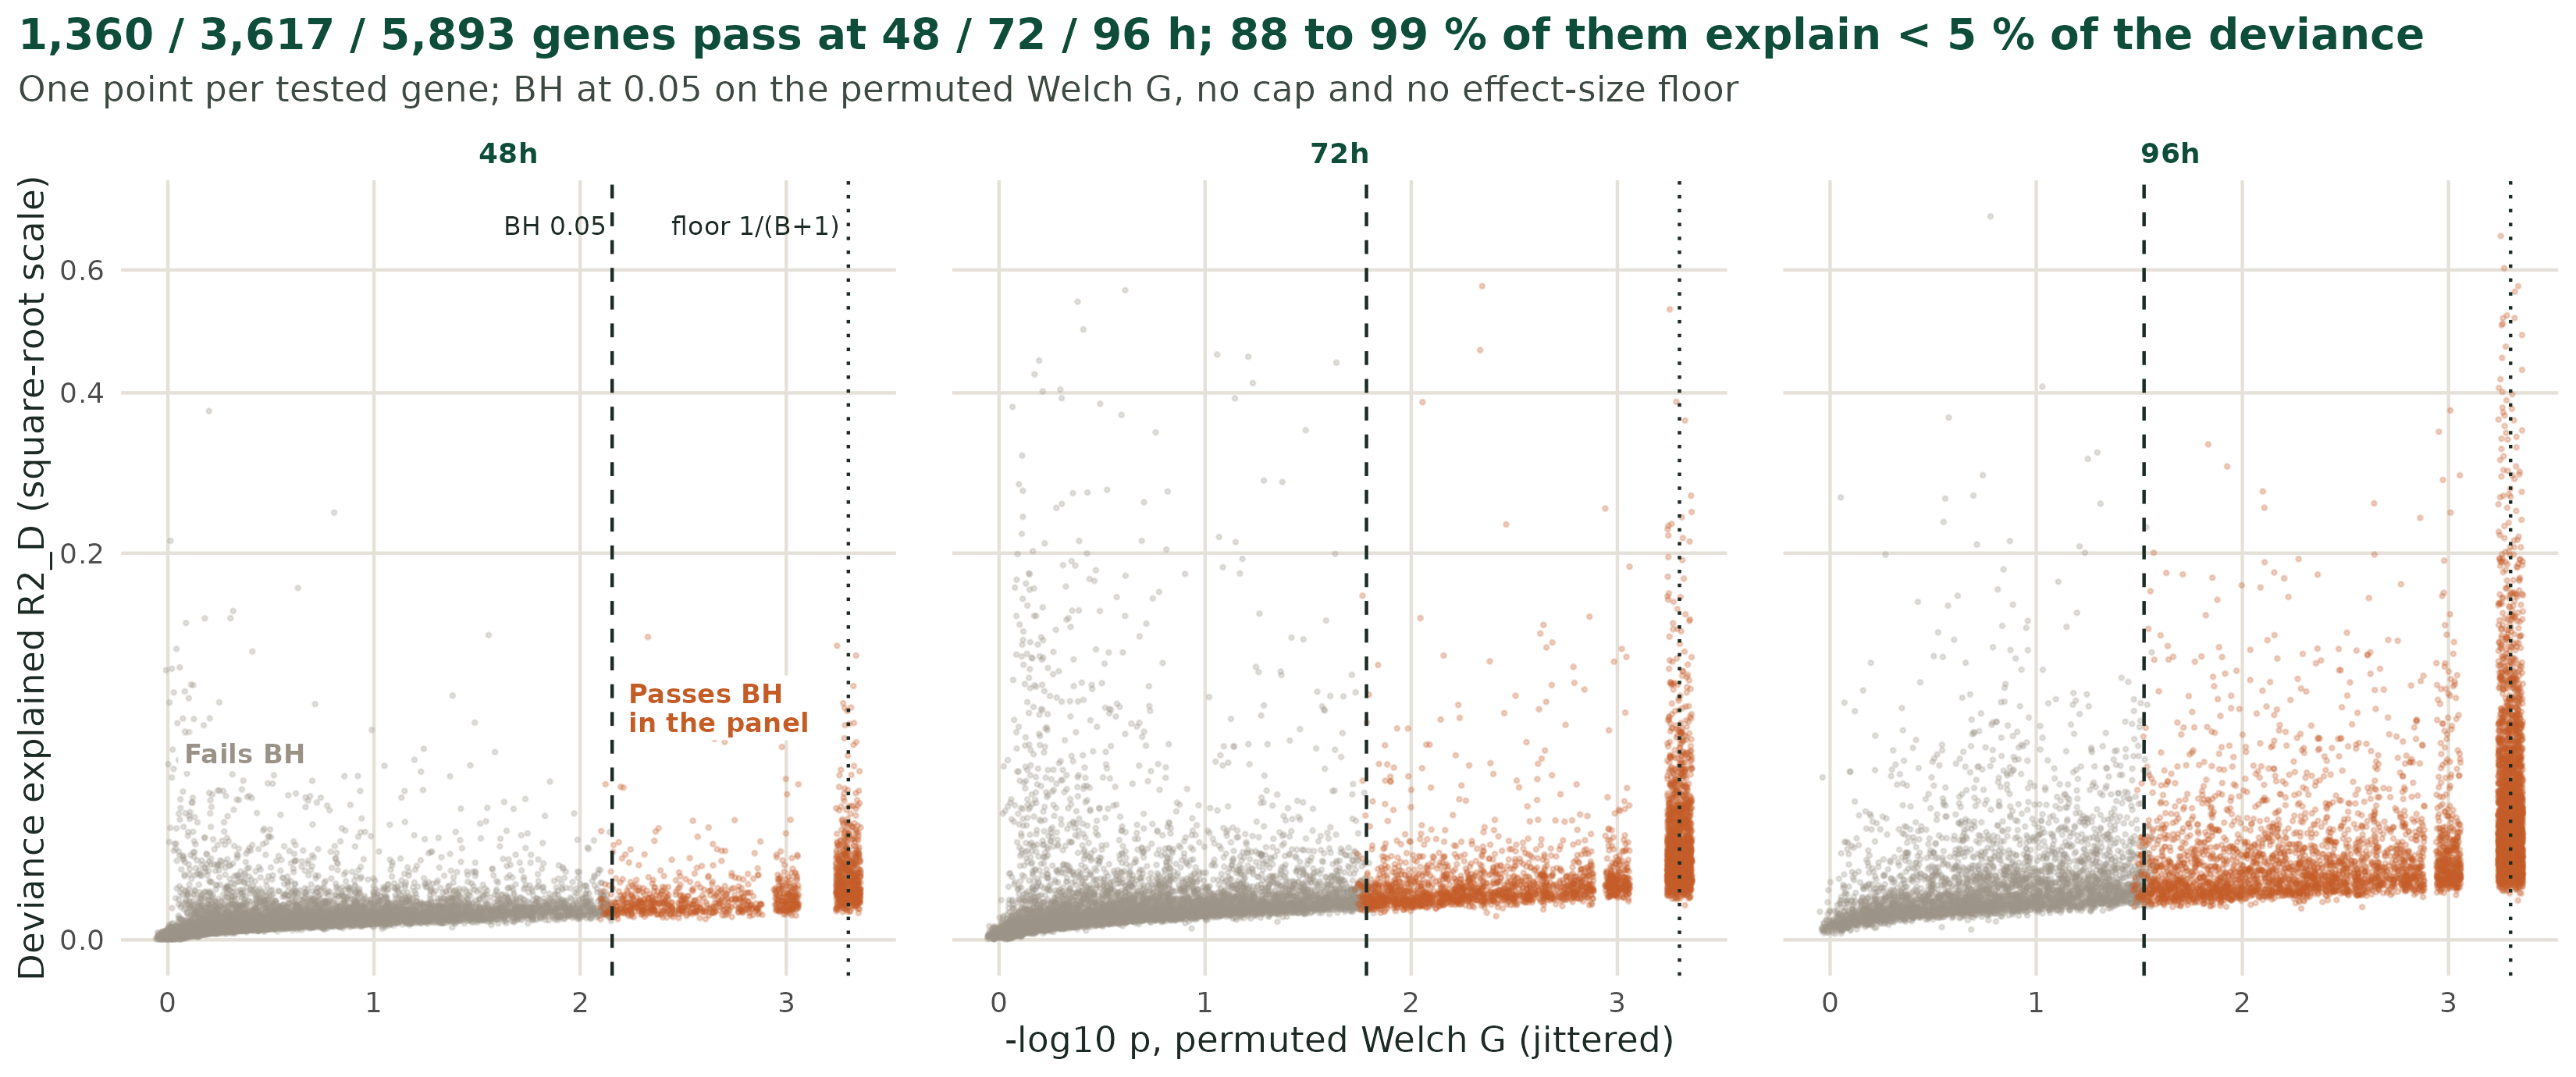 1,360 / 3,617 / 5,893 genes pass at 48 / 72 / 96 h; 88 to 99 % of them explain < 5 % of the deviance
One point per tested gene; BH at 0.05 on the permuted Welch G, no cap and no effect-size floor
48h
72h
96h
Deviance explained R2_D (square-root scale)
BH 0.05
floor 1/(B+1)
0.6
0.4
0.2
0.0
Passes BH
in the panel
Fails BH
0 1 2 3
0 1 2 3
0 1 2 3
-log10 p, permuted Welch G (jittered)